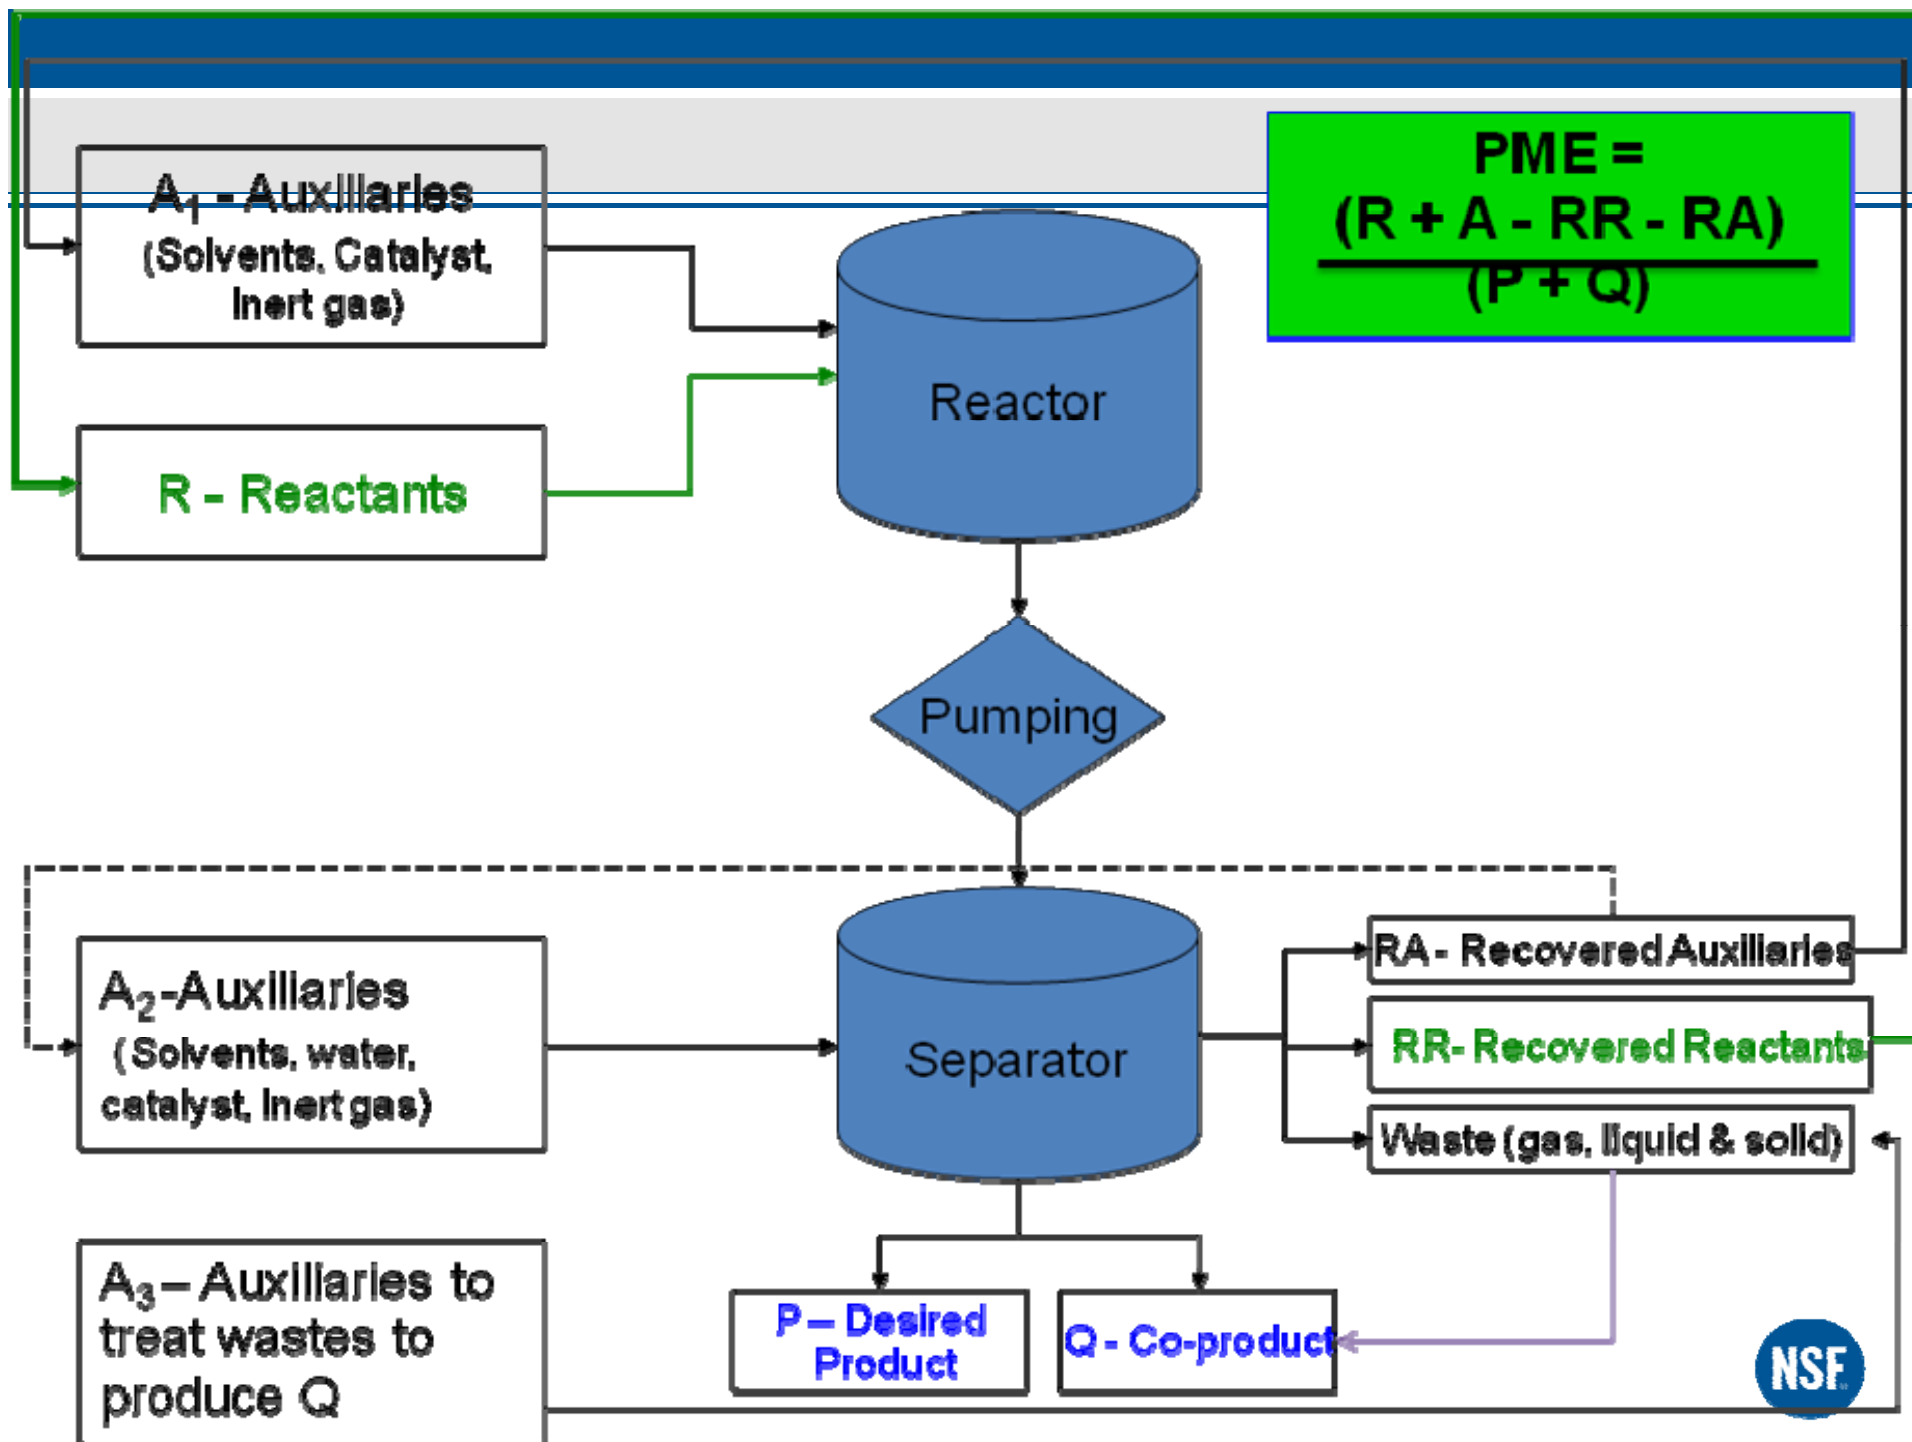 PME =
(R + A - RR - RA)
(P + Q)
A₁ - Auxiliaries
(Solvents, Catalyst,
Inert gas)
Reactor
R - Reactants
Pumping
A₂-Auxiliaries
(Solvents, water,
catalyst, Inert gas)
Separator
RA - Recovered Auxiliaries
RR- Recovered Reactants
Waste (gas, liquid & solid)
A₃ – Auxiliaries to
treat wastes to
produce Q
P – Desired
Product
Q - Co-product
NSF